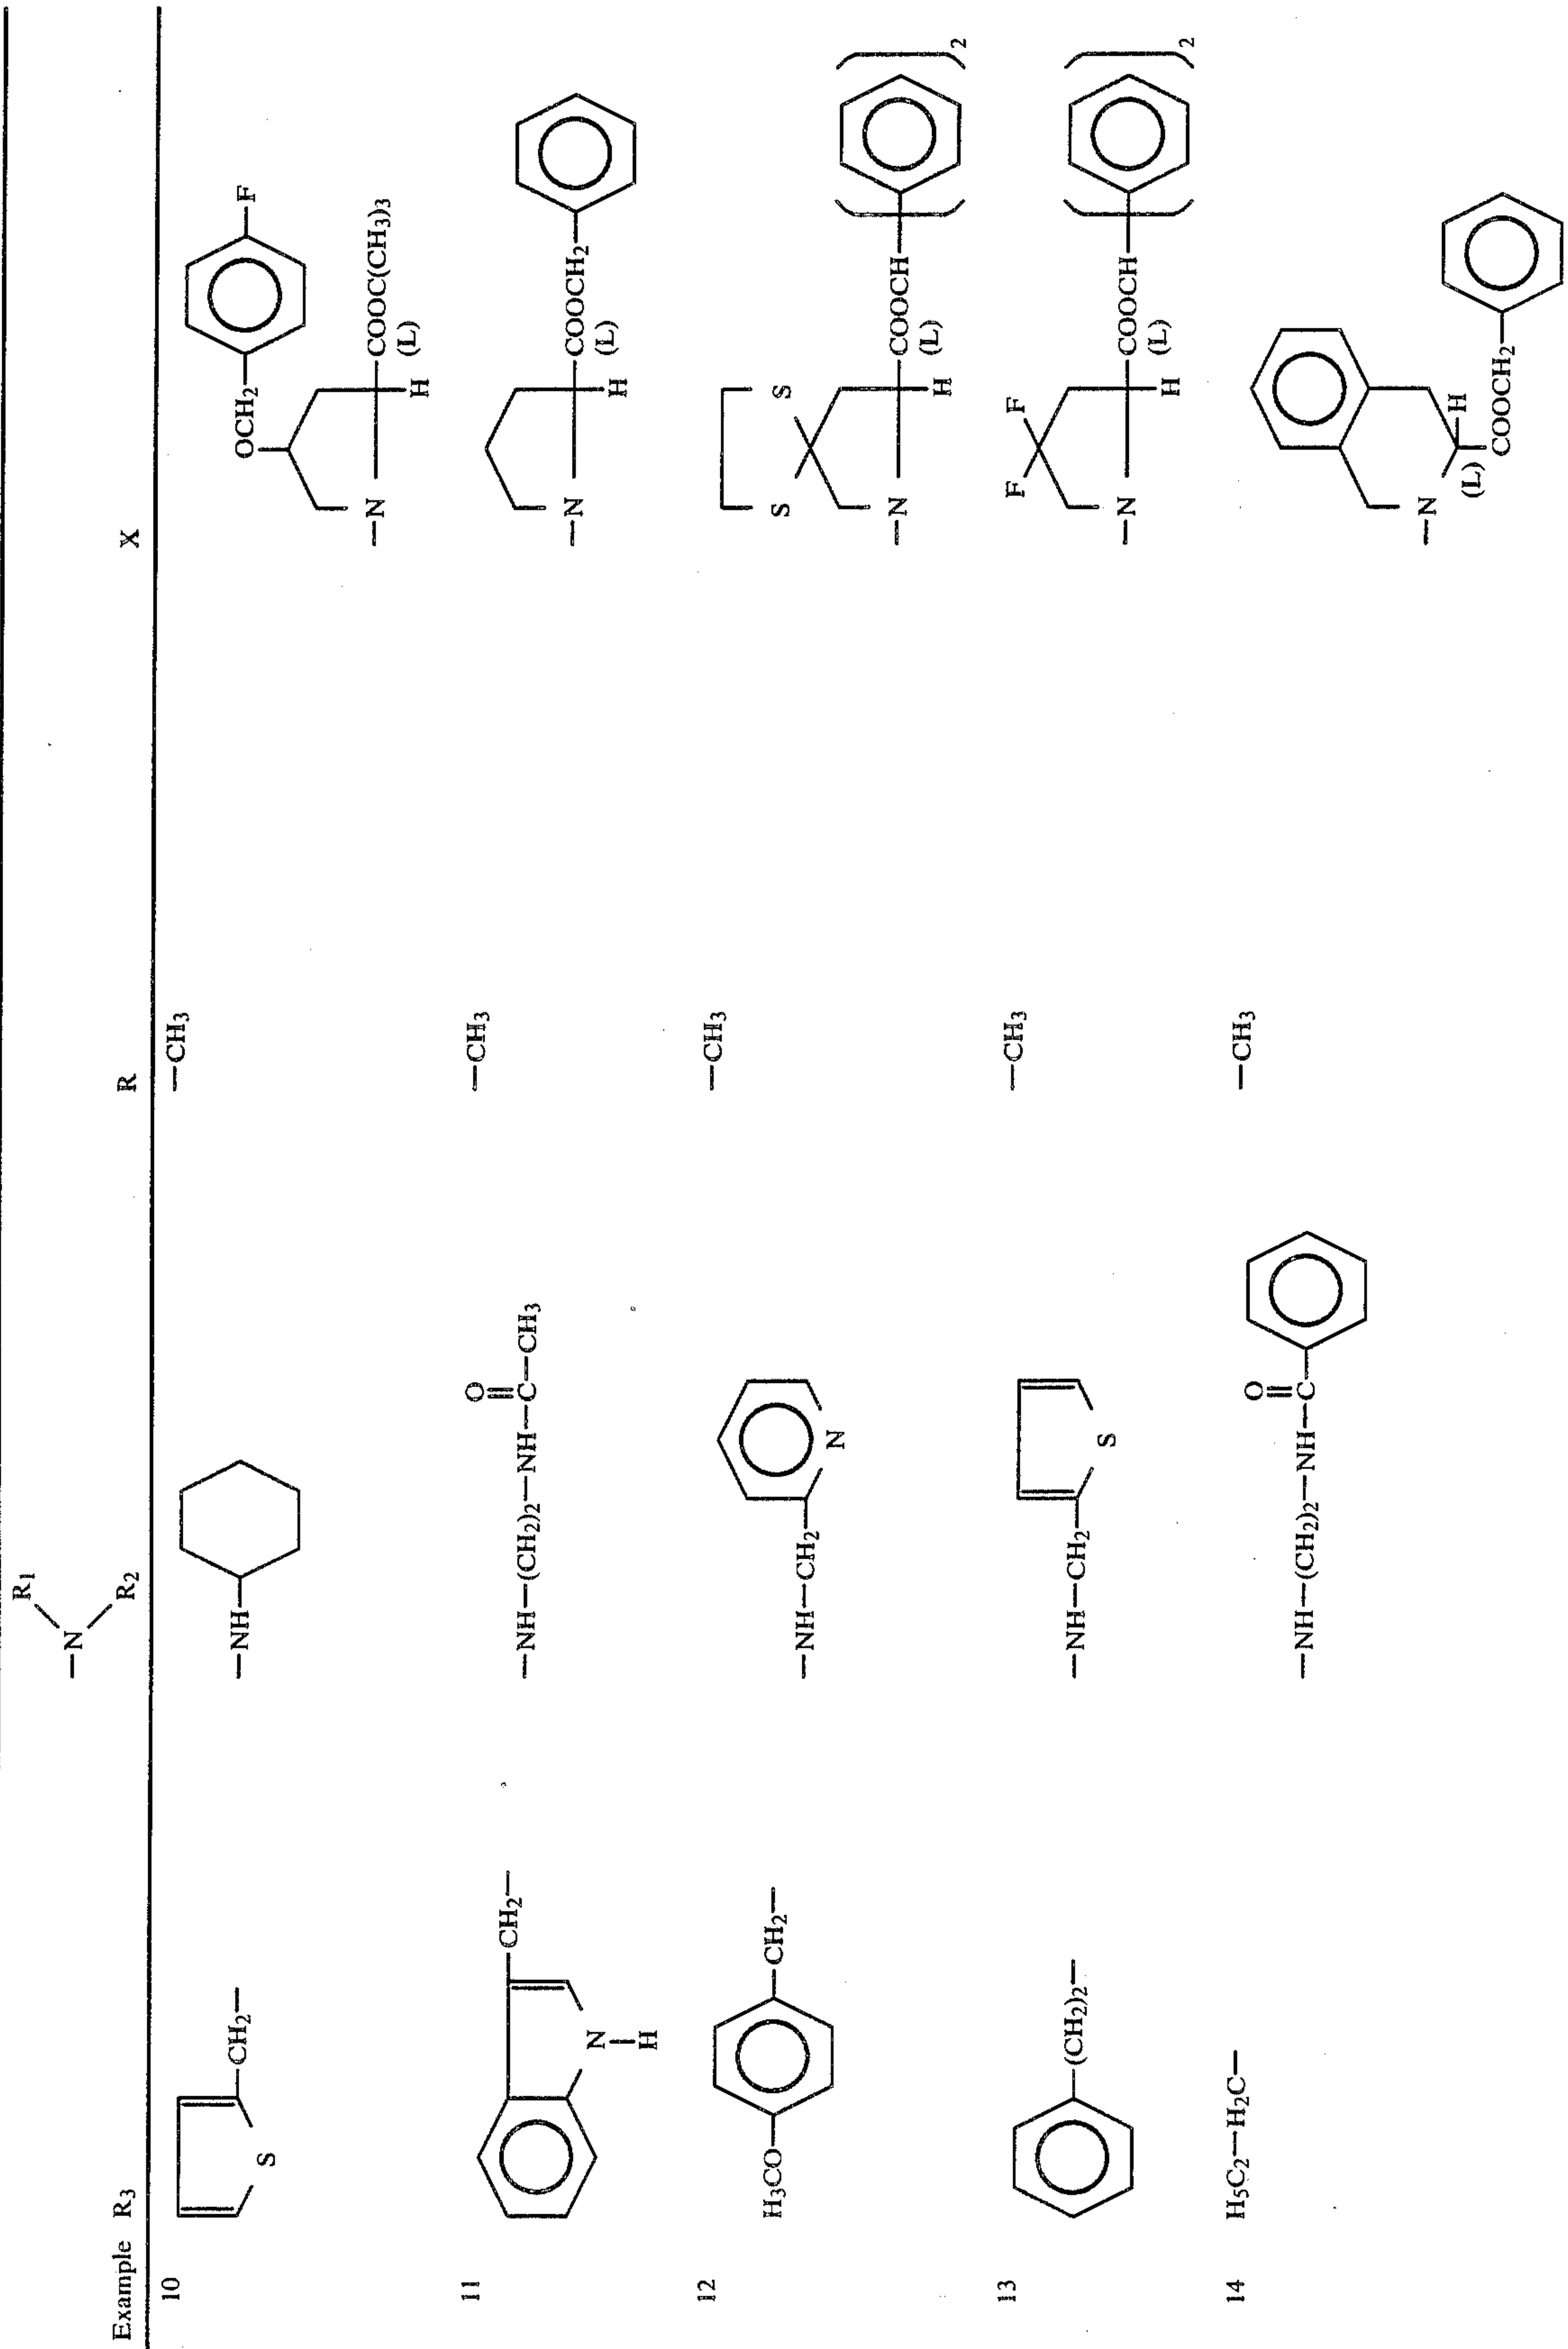 R1
—N
R2
Example R3 R X
10
S
CH2—
—NH
—CH3
OCH2
F
—N
COOC(CH3)3
(L)
H
11
CH2—
N
H
O
—NH—(CH2)2—NH—C—CH3
—CH3
—N
COOCH2
(L)
H
12
H3CO
CH2—
—NH—CH2
N
—CH3
S S
—N
COOCH
(L)
H
2
13
(CH2)2—
—NH—CH2
S
—CH3
F F
—N
COOCH
(L)
H
2
14
H5C2—H2C—
O
—NH—(CH2)2—NH—C
—CH3
—N
H
(L)
COOCH2